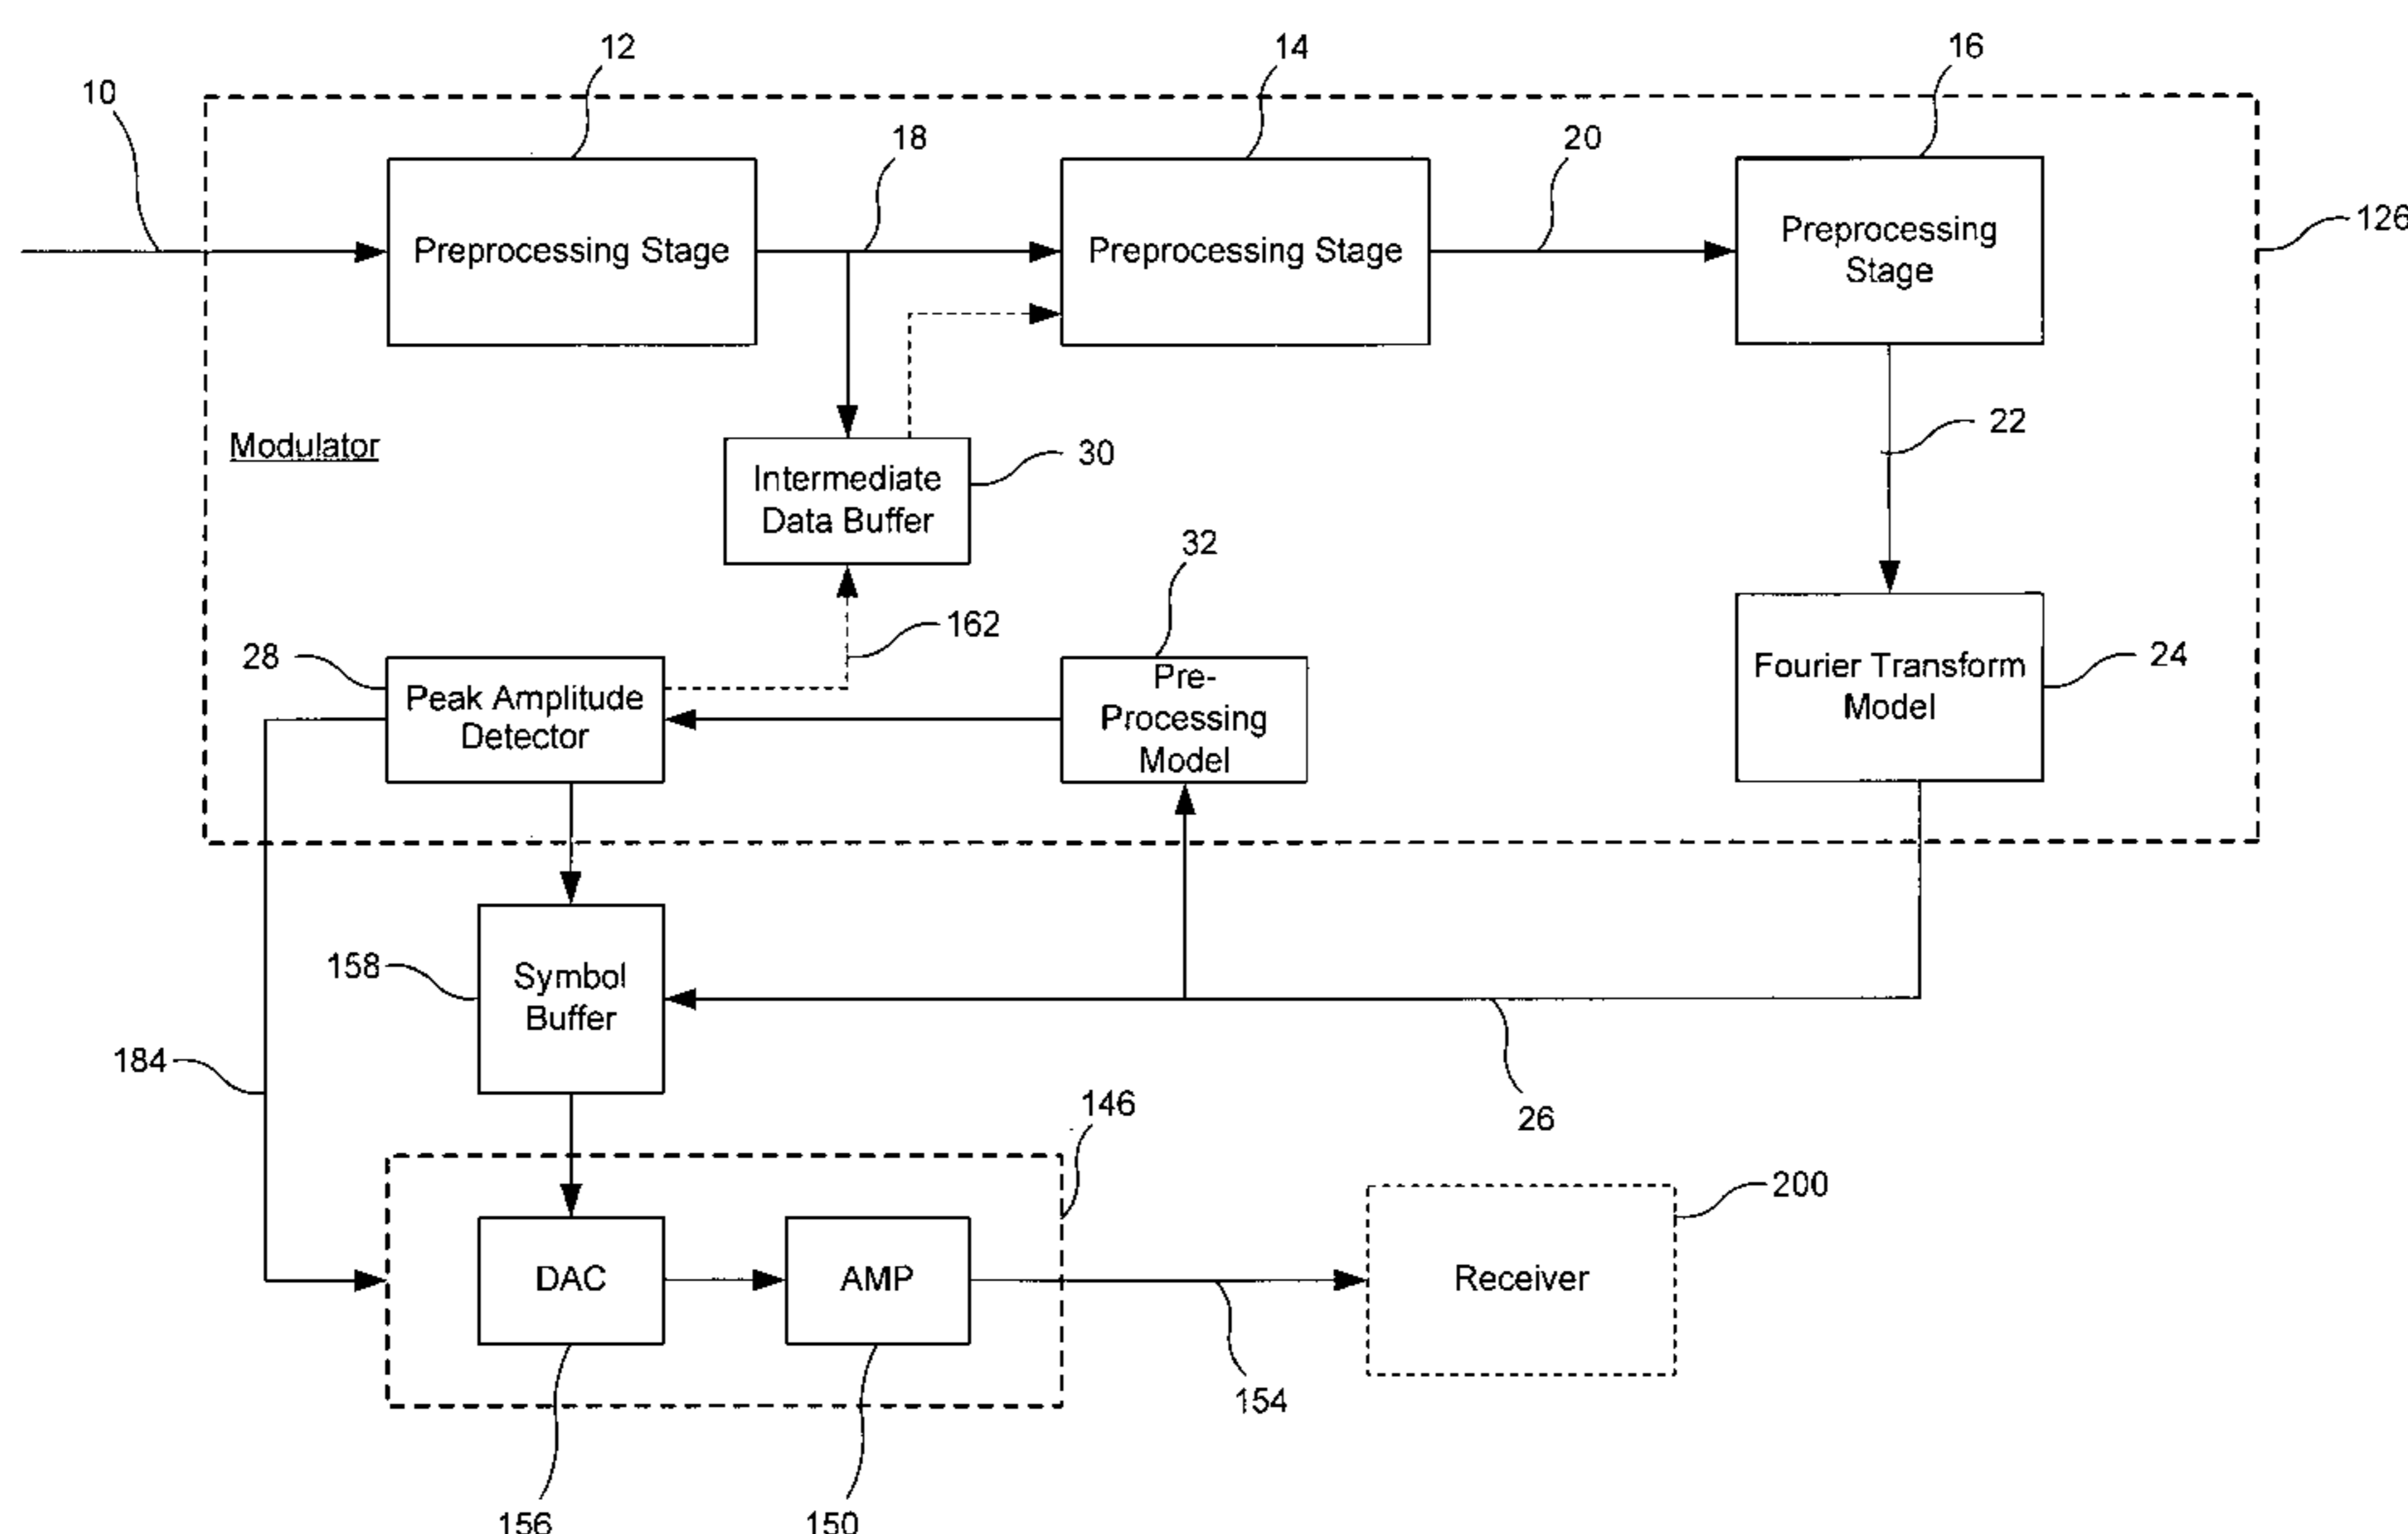 12
14
16
10
18
20
126
Preprocessing Stage
Preprocessing Stage
Preprocessing
Stage
22
Modulator
30
Intermediate
Data Buffer
32
162
28
24
Peak Amplitude
Detector
Pre-
Processing
Model
Fourier Transform
Model
158
Symbol
Buffer
184
26
146
200
DAC
AMP
Receiver
154
156
150